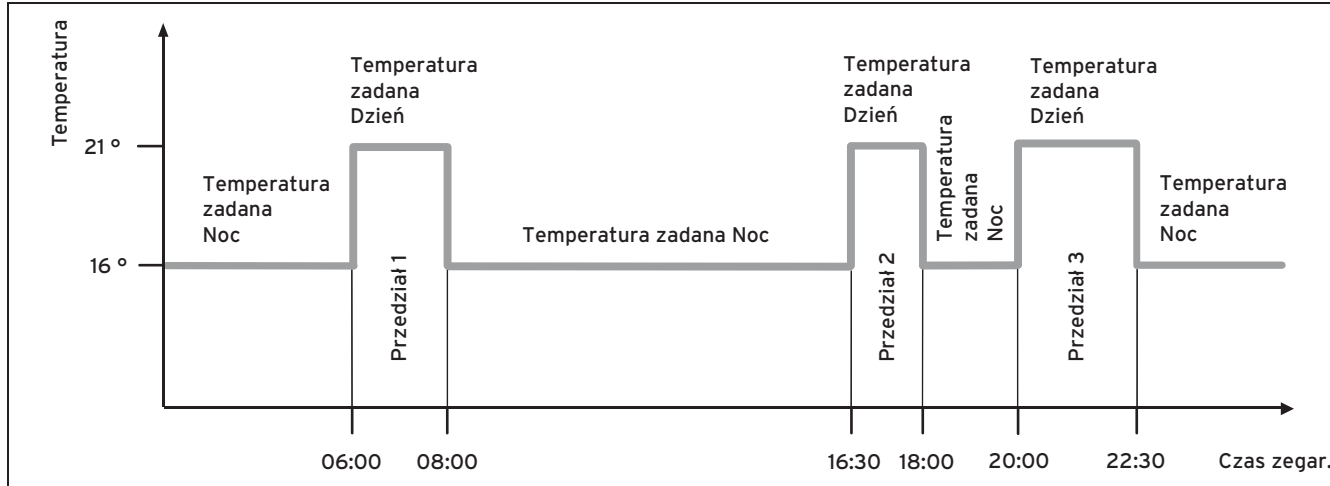 Temperatura
21 °
16 °
Temperatura
zadana
Noc
Temperatura
zadana
Dzień
Przedział 1
Temperatura zadana Noc
Temperatura
zadana
Dzień
Przedział 2
Temperatura
zadana
Noc
Temperatura
zadana
Dzień
Przedział 3
Temperatura
zadana
Noc
06:00
08:00
16:30
18:00
20:00
22:30
Czas zegar.